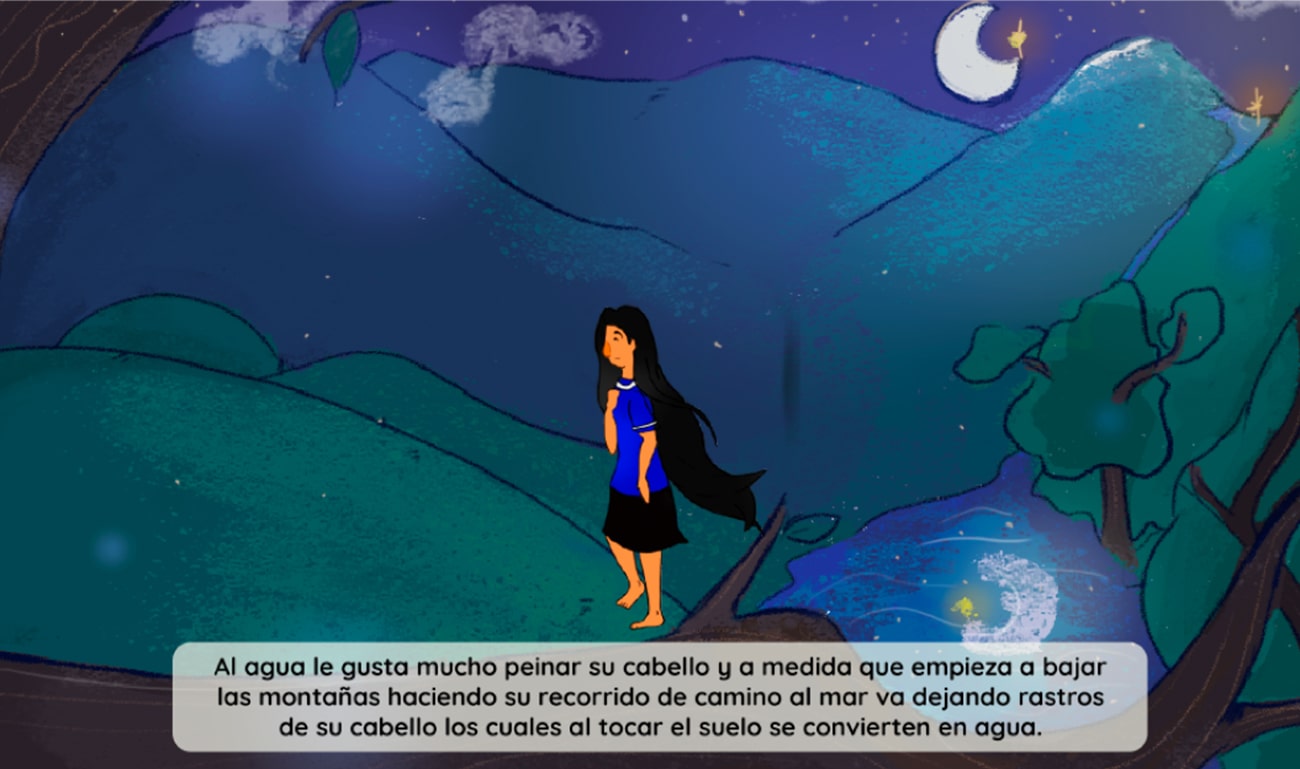 Al agua le gusta mucho peinar su cabello y a medida que empieza a bajar
las montañas haciendo su recorrido de camino al mar va dejando rastros
de su cabello los cuales al tocar el suelo se convierten en agua.